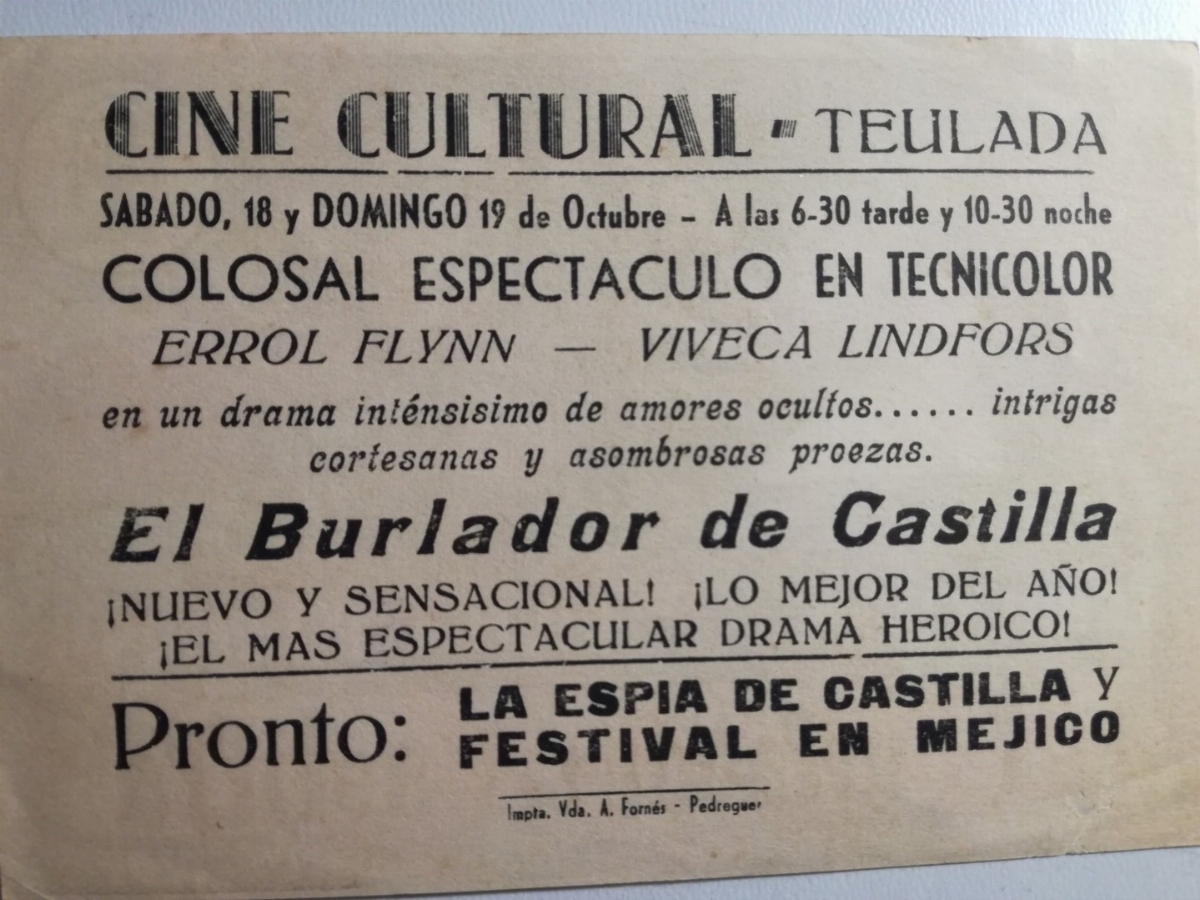 CINE CULTURAL - TEULADA
SABADO, 18 y DOMINGO 19 de Octubre - A las 6-30 tarde y 10-30 noche
COLOSAL ESPECTACULO EN TECNICOLOR
ERROL FLYNN — VIVECA LINDFORS
en un drama inténsisimo de amores ocultos...... intrigas
cortesanas y asombrosas proezas.
El Burlador de Castilla
¡NUEVO Y SENSACIONAL! ¡LO MEJOR DEL AÑO!
¡EL MAS ESPECTACULAR DRAMA HEROICO!
Pronto: LA ESPIA DE CASTILLA Y
FESTIVAL EN MEJICO
Impta. Vda. A. Fornés - Pedreguer